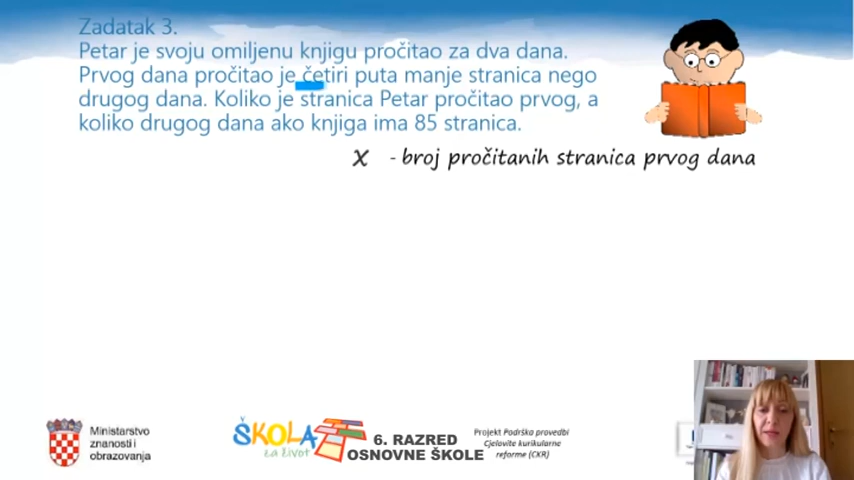 Zadatak 3.
Petar je svoju omiljenu knjigu pročitao za dva dana.
Prvog dana pročitao je četiri puta manje stranica nego
drugog dana. Koliko je stranica Petar pročitao prvog, a
koliko drugog dana ako knjiga ima 85 stranica.
x - broj pročitanih stranica prvog dana
Ministarstvo
znanosti i
obrazovanja
ŠKOLA
za život
6. RAZRED
OSNOVNE ŠKOLE
Projekt Podrška provedbi
Cjelovite kurikularne
reforme (CKR)